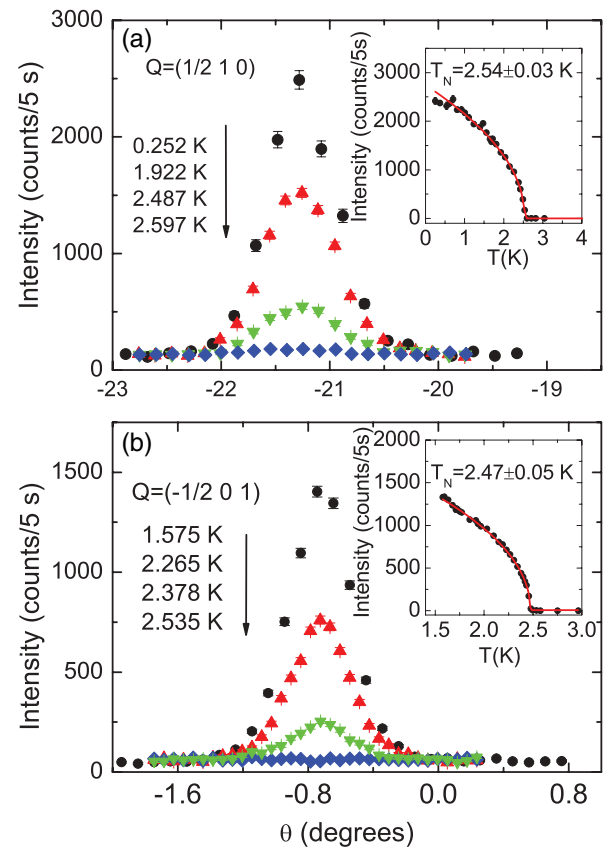 (a)
Q=(1/2 1 0)
0.252 K
1.922 K
2.487 K
2.597 K
Intensity (counts/5 s)
3000
2000
1000
0
-23
-22
-21
-20
-19
Intensity (counts/5s)
3000
2000
1000
0
T_N=2.54±0.03 K
0
1
2
3
4
T(K)
(b)
Q=(-1/2 0 1)
1.575 K
2.265 K
2.378 K
2.535 K
Intensity (counts/5 s)
1500
1000
500
0
-1.6
-0.8
0.0
0.8
θ (degrees)
Intensity (counts/5s)
2000
1500
1000
500
0
T_N=2.47±0.05 K
1.5
2.0
2.5
3.0
T(K)